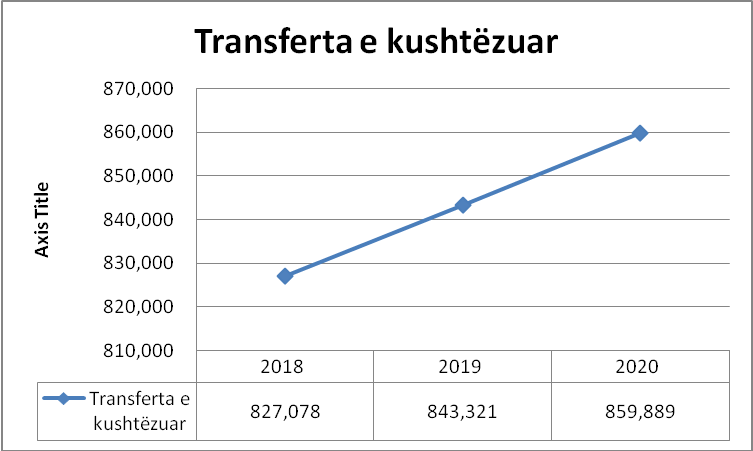 Transferta e kushtëzuar
870,000
860,000
850,000
840,000
830,000
820,000
810,000
Axis Title
2018 2019 2020
Transferta e
kushtëzuar
827,078 843,321 859,889